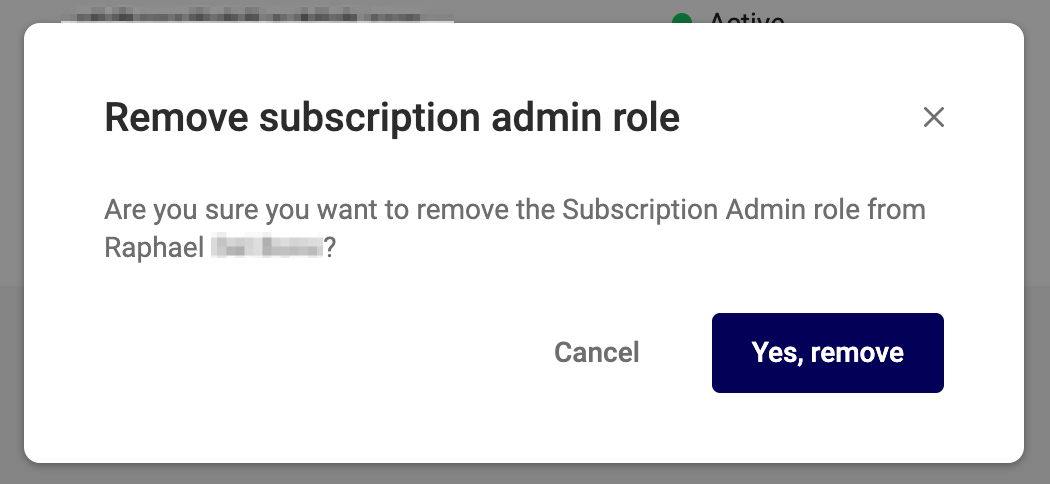 Active
Remove subscription admin role
Are you sure you want to remove the Subscription Admin role from
Raphael ?
Cancel
Yes, remove